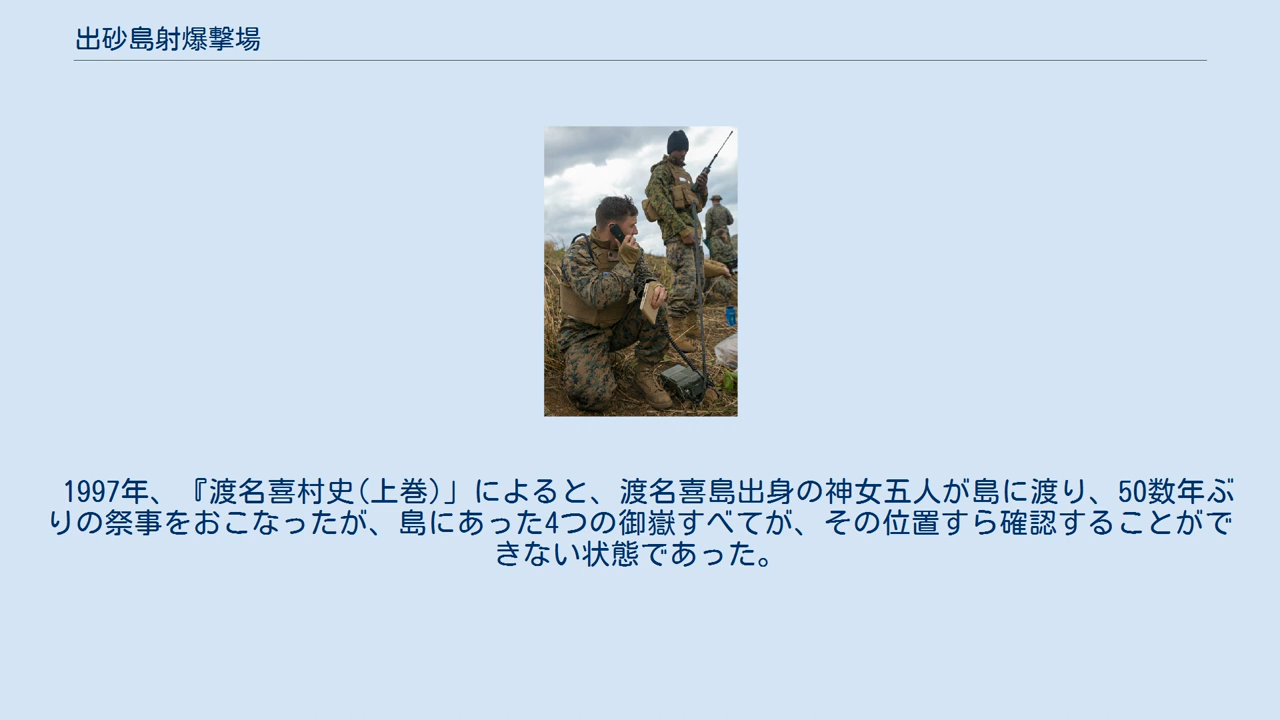 出砂島射爆撃場
1997年、『渡名喜村史(上巻)」によると、渡名喜島出身の神女五人が島に渡り、50数年ぶ
りの祭事をおこなったが、島にあった4つの御嶽すべてが、その位置すら確認することがで
きない状態であった。